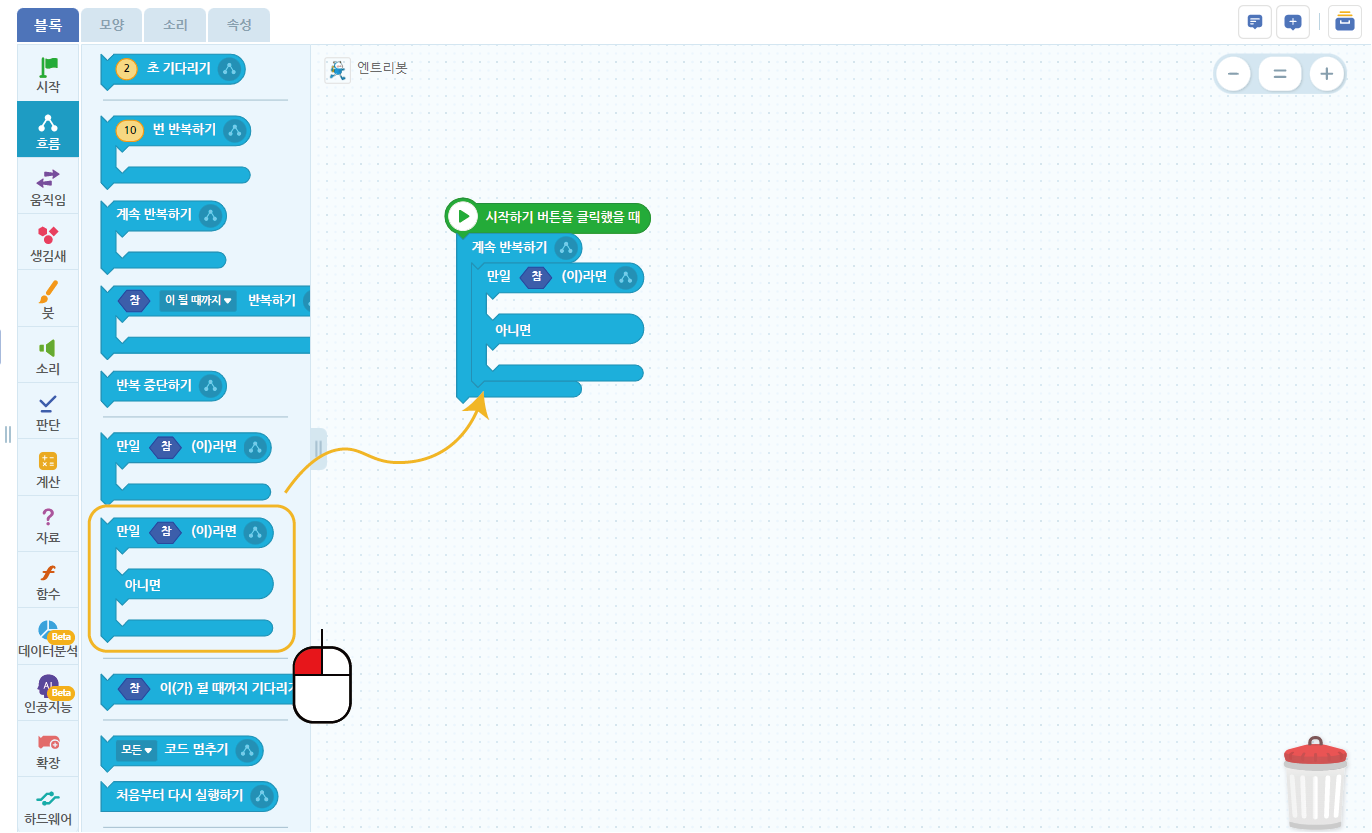 블록
모양
소리
속성
시작
흐름
움직임
생김새
붓
소리
판단
계산
자료
함수
Beta
데이터분석
AI
Beta
인공지능
확장
하드웨어
2 초 기다리기
10 번 반복하기
계속 반복하기
참 이 될 때까지 ▼ 반복하기
반복 중단하기
만일 참 (이)라면
만일 참 (이)라면
아니면
참 이(가) 될 때까지 기다리기
모든 ▼ 코드 멈추기
처음부터 다시 실행하기
엔트리봇
시작하기 버튼을 클릭했을 때
계속 반복하기
만일 참 (이)라면
아니면